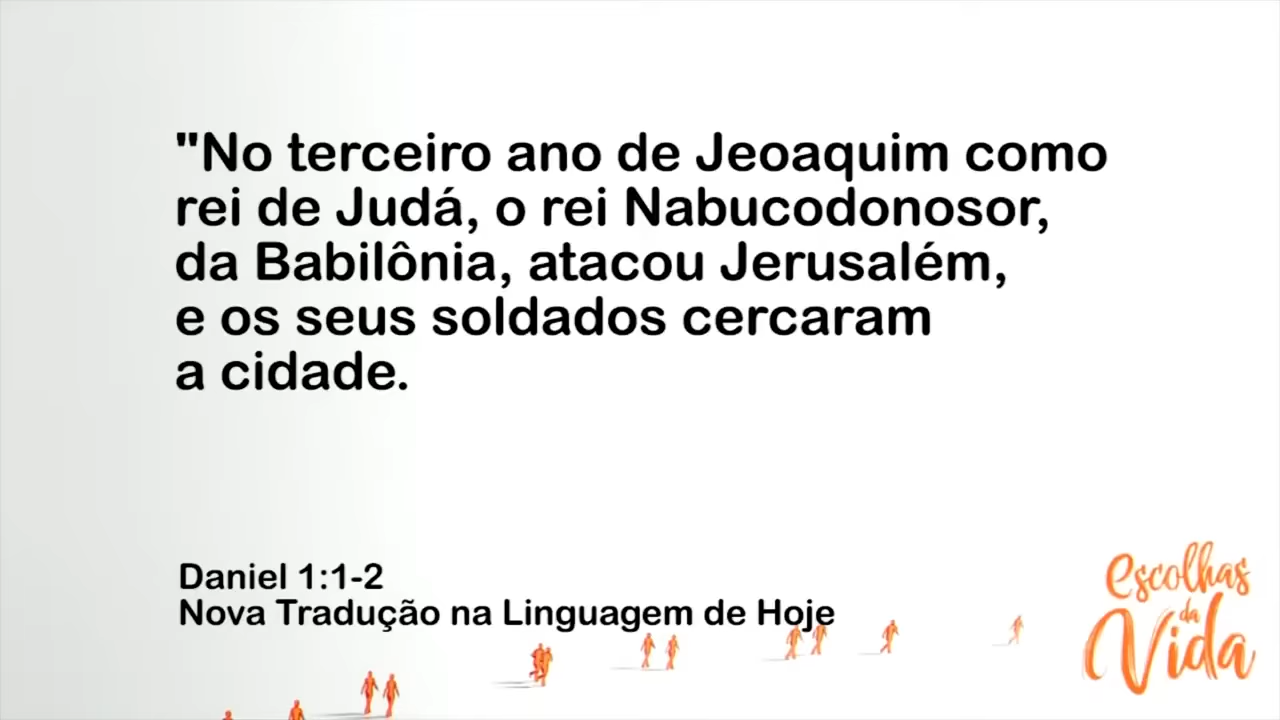 "No terceiro ano de Jeoaquim como
rei de Judá, o rei Nabucodonosor,
da Babilônia, atacou Jerusalém,
e os seus soldados cercaram
a cidade.
Daniel 1:1-2
Nova Tradução na Linguagem de Hoje
Escolhas
da
Vida